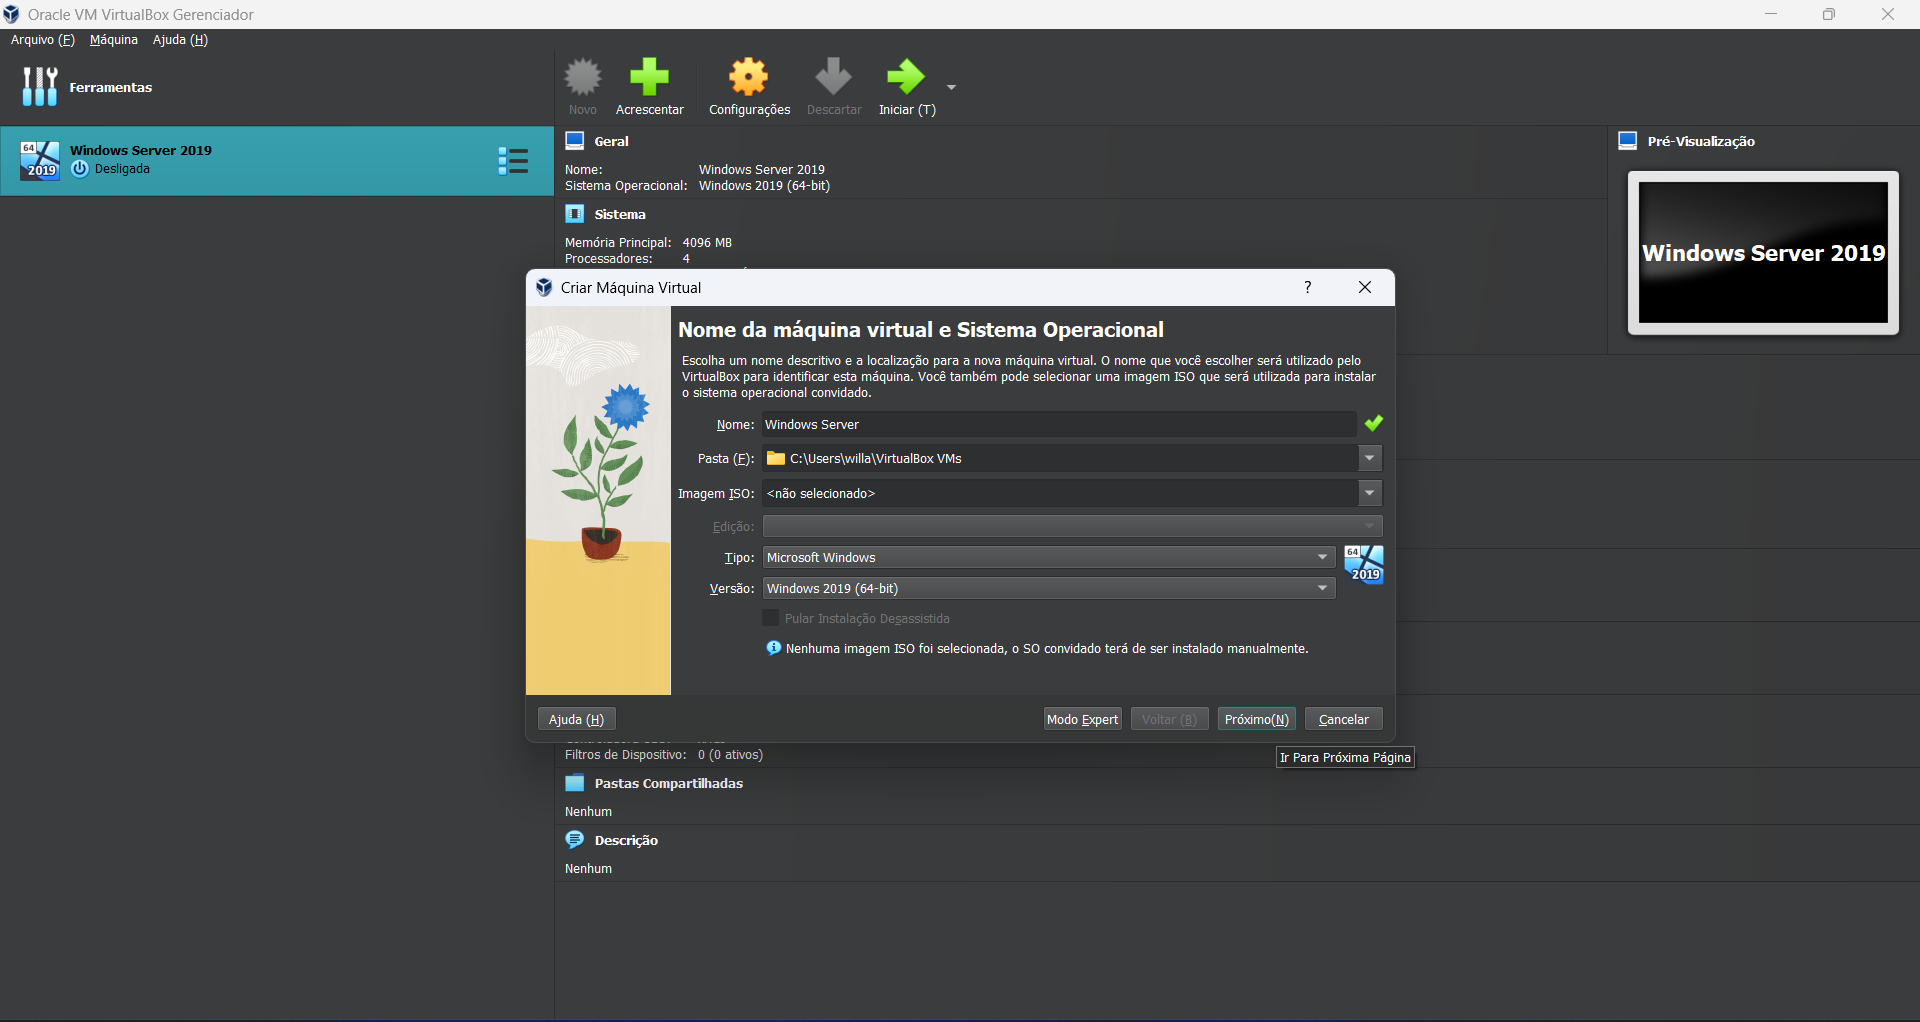 Oracle VM VirtualBox Gerenciador
Arquivo (F) Máquina Ajuda (H)
Ferramentas
Novo Acrescentar Configurações Descartar Iniciar (T)
64
2019
Windows Server 2019
Desligada
Geral
Nome: Windows Server 2019
Sistema Operacional: Windows 2019 (64-bit)
Sistema
Memória Principal: 4096 MB
Processadores: 4
Pré-Visualização
Windows Server 2019
Criar Máquina Virtual
?
Nome da máquina virtual e Sistema Operacional
Escolha um nome descritivo e a localização para a nova máquina virtual. O nome que você escolher será utilizado pelo
VirtualBox para identificar esta máquina. Você também pode selecionar uma imagem ISO que será utilizada para instalar
o sistema operacional convidado.
Nome: Windows Server
Pasta (F): C:\Users\willa\VirtualBox VMs
Imagem ISO: <não selecionado>
Edição:
Tipo: Microsoft Windows
Versão: Windows 2019 (64-bit)
64
2019
Pular Instalação Desassistida
Nenhuma imagem ISO foi selecionada, o SO convidado terá de ser instalado manualmente.
Ajuda (H) Modo Expert Voltar (B) Próximo(N) Cancelar
Ir Para Próxima Página
Filtros de Dispositivo: 0 (0 ativos)
Pastas Compartilhadas
Nenhum
Descrição
Nenhum